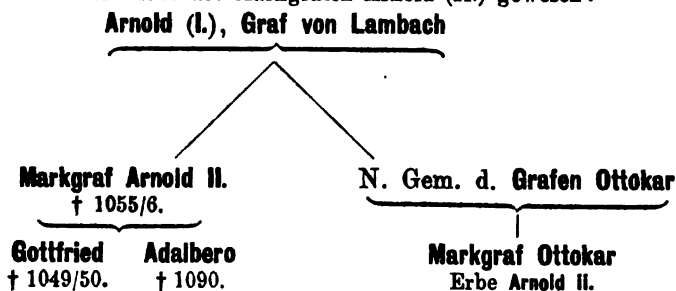 Arnold (I.), Graf von Lambach
Markgraf Arnold II.
† 1055/6.
N. Gem. d. Grafen Ottokar
Gottfried Adalbero
† 1049/50. † 1090.
Markgraf Ottokar
Erbe Arnold II.